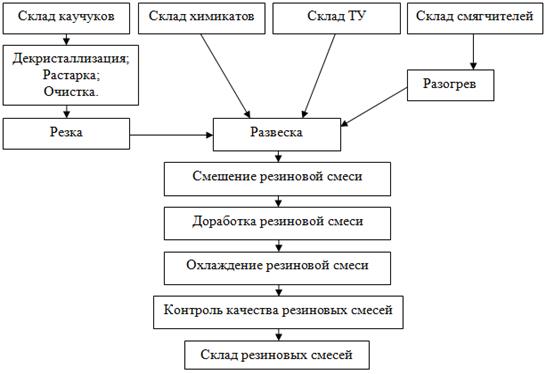 Склад каучуков
Склад химикатов
Склад ТУ
Склад смягчителей
Декристаллизация;
Растарка;
Очистка.
Разогрев
Резка
Развеска
Смешение резиновой смеси
Доработка резиновой смеси
Охлаждение резиновой смеси
Контроль качества резиновых смесей
Склад резиновых смесей